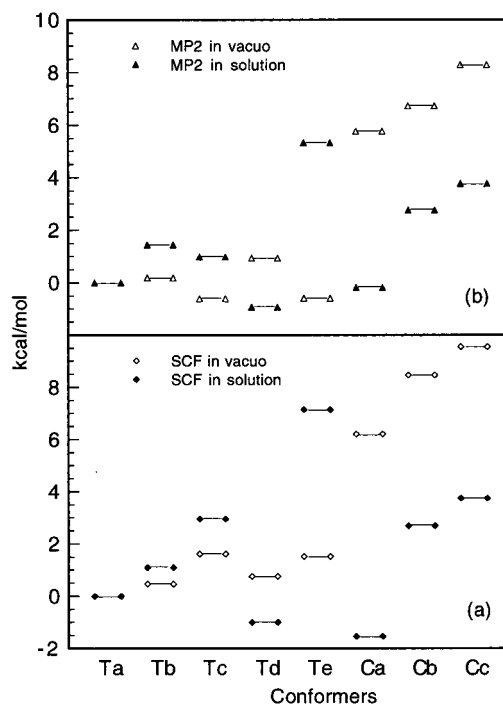 10
MP2 in vacuo
MP2 in solution
8
6
4
2
0
(b)
kcal/mol
SCF in vacuo
SCF in solution
8
6
4
2
0
(a)
-2
Ta Tb Tc Td Te Ca Cb Cc
Conformers